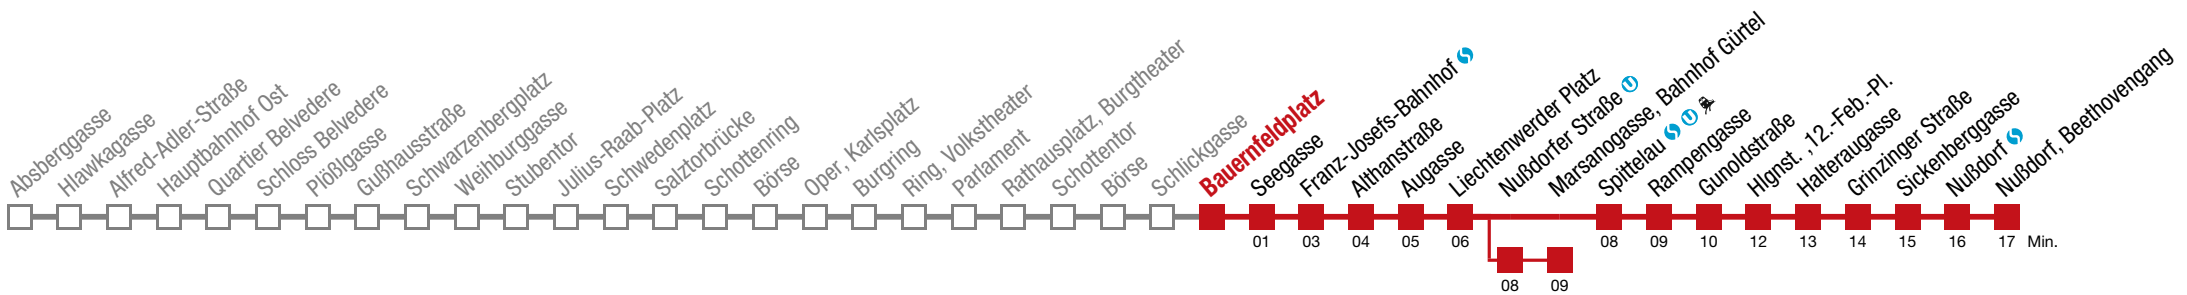 Absberggasse
Hlawkagasse
Alfred-Adler-Straße
Hauptbahnhof Ost
Quartier Belvedere
Schloss Belvedere
Plößlgasse
Gußhausstraße
Schwarzenbergplatz
Weihburggasse
Stubentor
Julius-Raab-Platz
Schwedenplatz
Salztorbrücke
Schottenring
Börse
Oper, Karlsplatz
Burgring
Ring, Volkstheater
Parlament
Rathausplatz, Burgtheater
Schottentor
Börse
Schlickgasse
Bauernfeldplatz
Seegasse
Franz-Josefs-Bahnhof S
Althanstraße
Augasse
Liechtenwerder Platz
Nußdorfer Straße U
Marsanogasse, Bahnhof Gürtel
Spittelau S U
Rampengasse
Gunoldstraße
Hlgnst. ,12.-Feb.-Pl.
Halteraugasse
Grinzinger Straße
Sickenberggasse
Nußdorf S
Nußdorf, Beethovengang
01 03 04 05 06 08 09 10 12 13 14 15 16 17 Min.
08 09